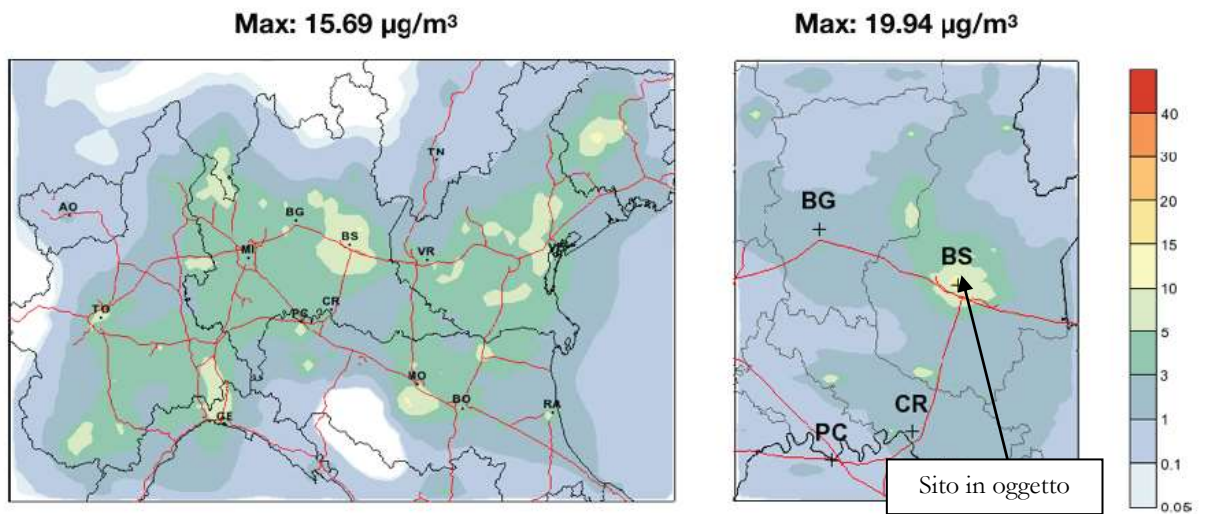 Max: 15.69 µg/m³
Max: 19.94 µg/m³
TN
AO
BG
BS
MI
VR
VE
TO
CR
PC
MO
BO
RA
GE
BG
BS
CR
PC
Sito in oggetto
40
30
20
15
10
5
3
1
0.1
0.05